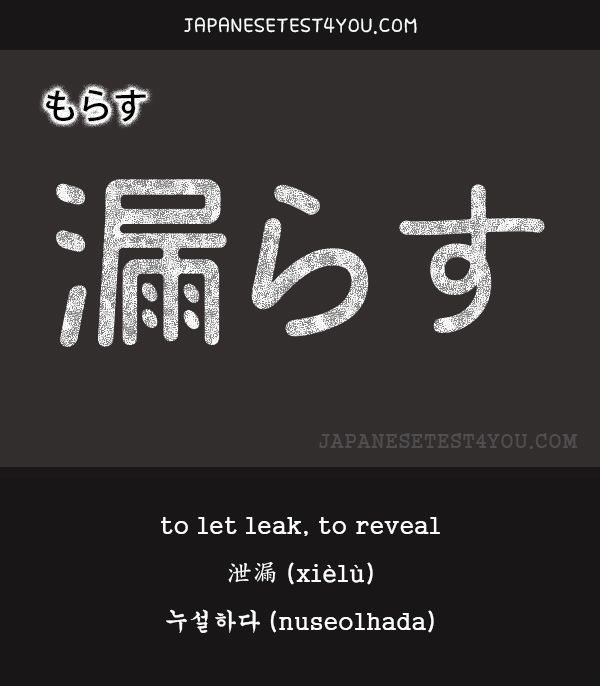 JAPANESETEST4YOU.COM
もらす
漏らす
JAPANESETEST4YOU.COM
to let leak, to reveal
泄漏 (xièlù)
누설하다 (nuseolhada)